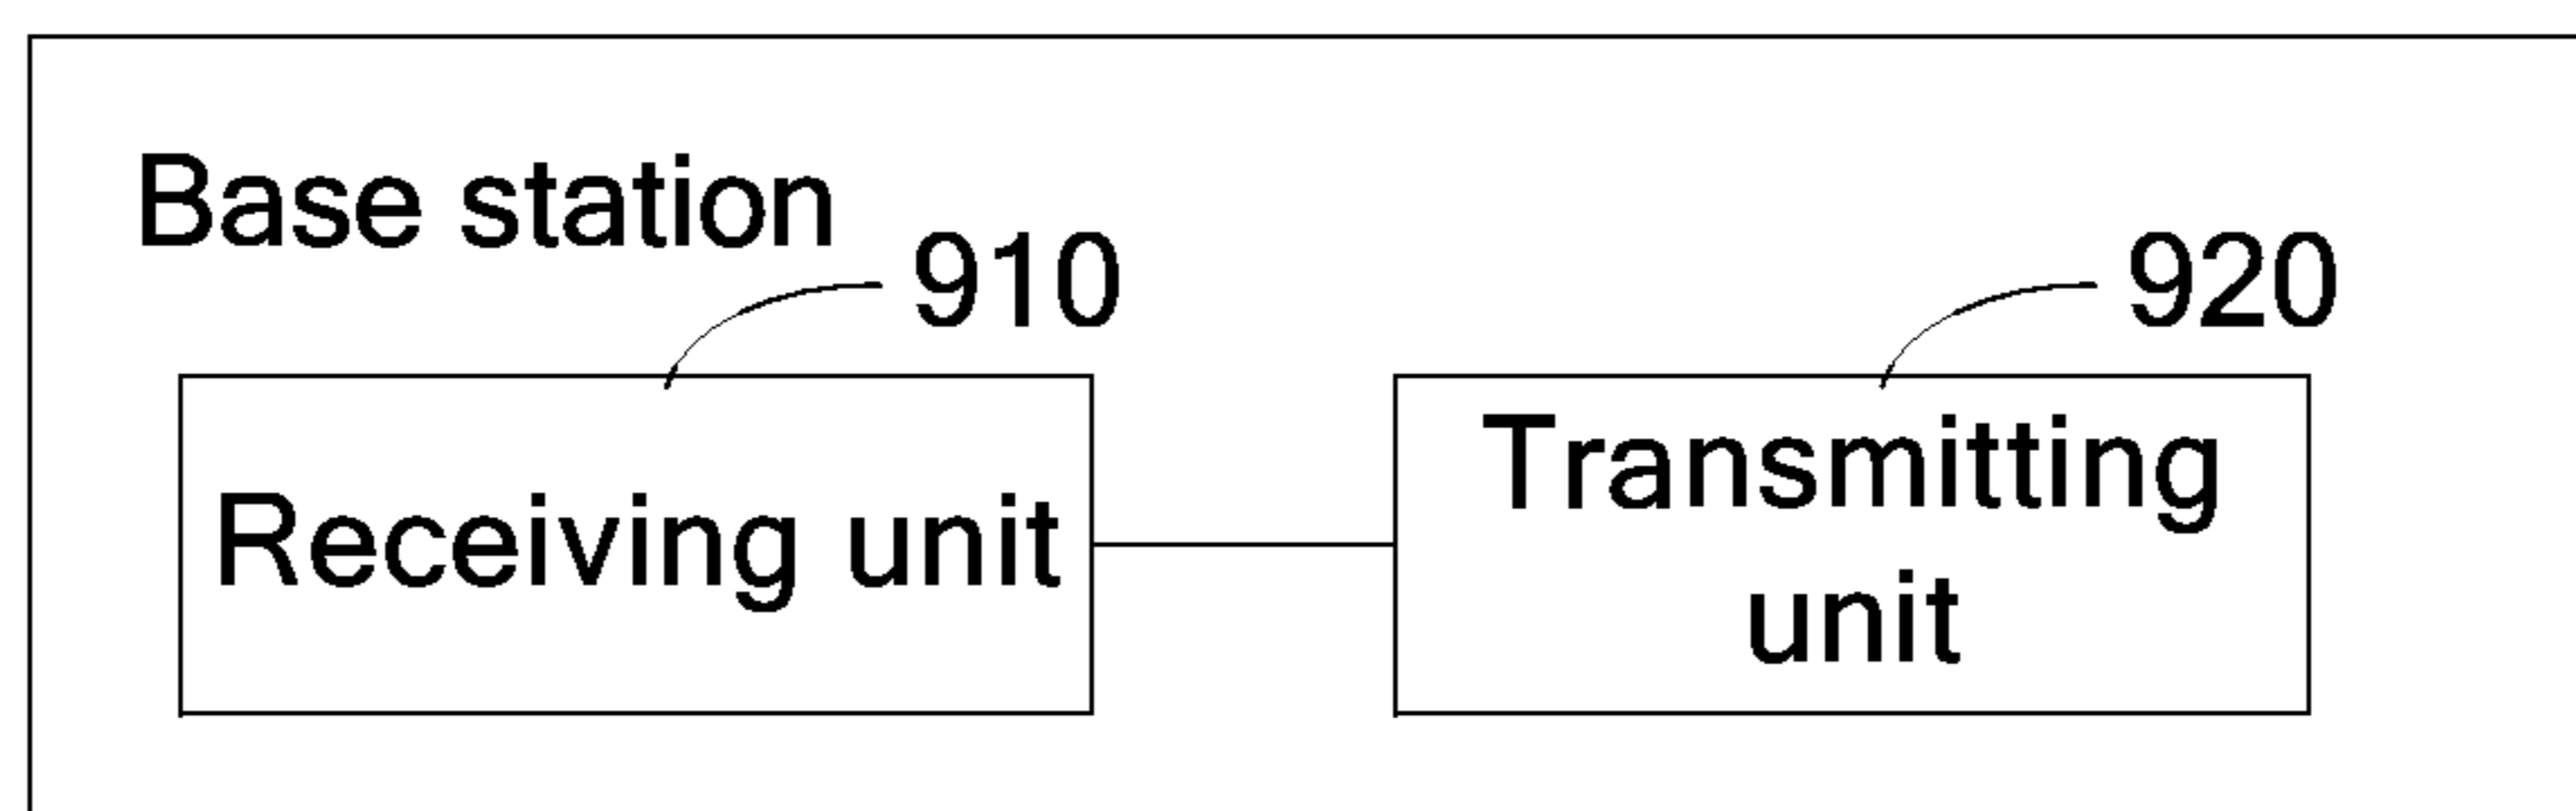 Base station
910
920
Receiving unit
Transmitting
unit